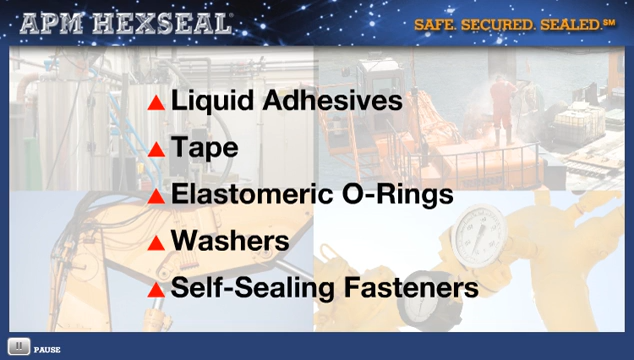 APM HEXSEAL®
SAFE. SECURED. SEALED.℠
Liquid Adhesives
Tape
Elastomeric O-Rings
Washers
Self-Sealing Fasteners
PAUSE